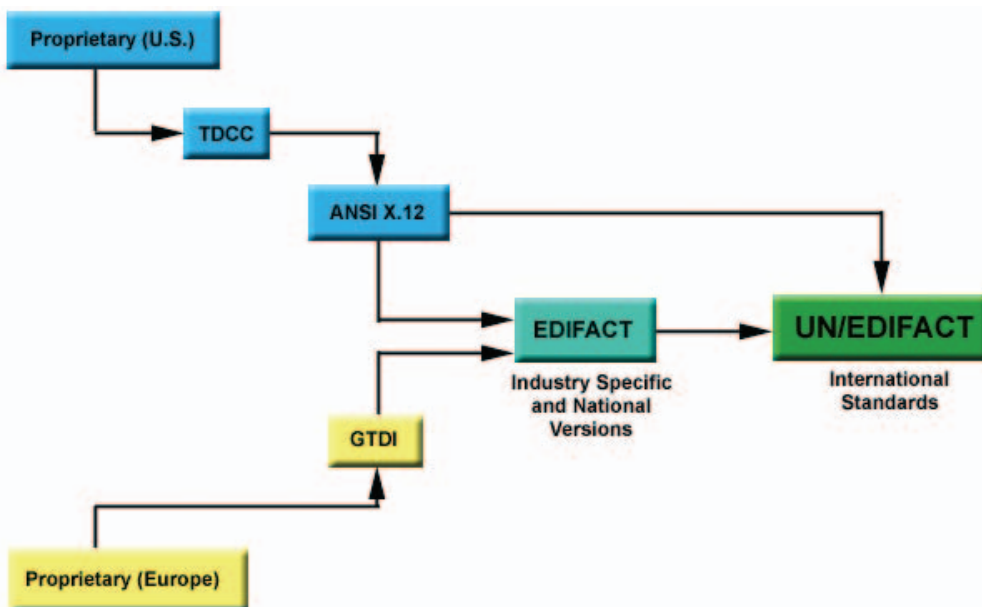 Proprietary (U.S.)
TDCC
ANSI X.12
EDIFACT
UN/EDIFACT
Industry Specific
and National
Versions
International
Standards
GTDI
Proprietary (Europe)